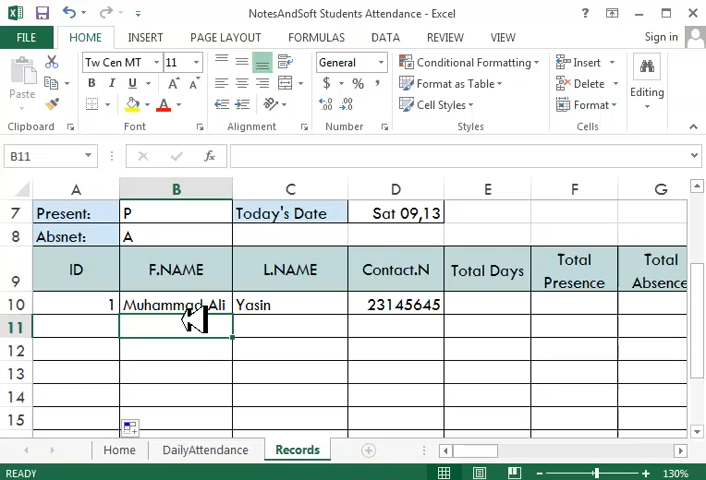 NotesAndSoft Students Attendance - Excel
FILE HOME INSERT PAGE LAYOUT FORMULAS DATA REVIEW VIEW Sign in
Paste
Tw Cen MT 11
B I U
General
$ % ,
Conditional Formatting
Format as Table
Cell Styles
Insert
Delete
Format
Editing
Clipboard Font Alignment Number Styles Cells
B11 fx
A B C D E F G
7 Present: P Today's Date Sat 09,13
8 Absnet: A
9 ID F.NAME L.NAME Contact.N Total Days Total Presence Total Absence
10 1 Muhammad Ali Yasin 23145645
11
12
13
14
15
Home DailyAttendance Records
READY 130%